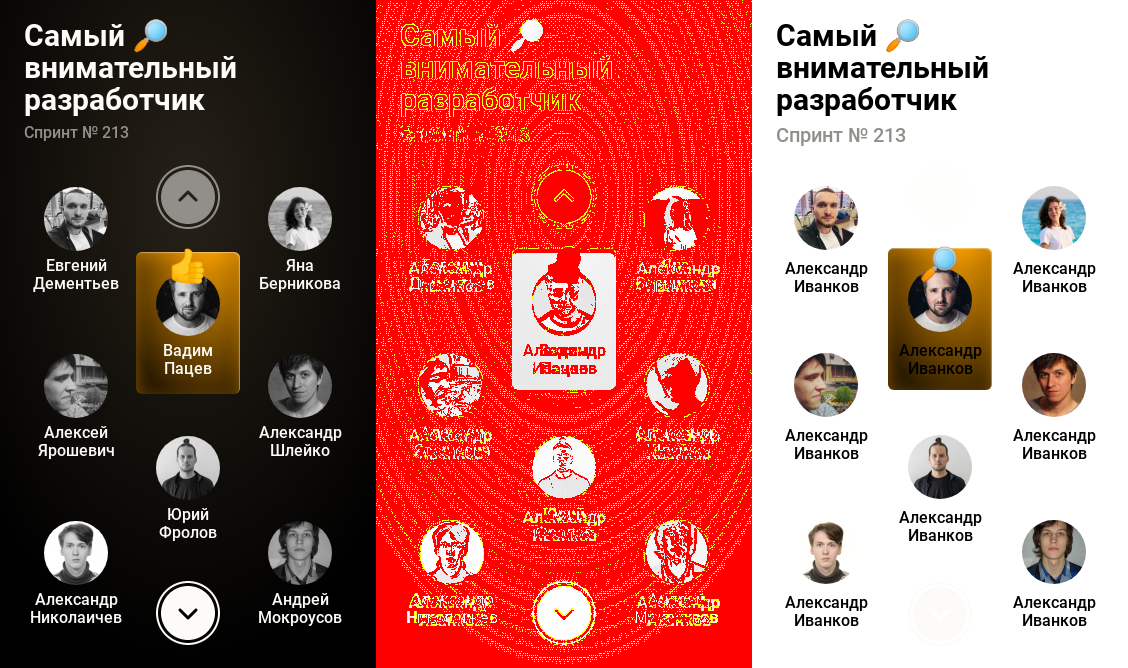 Самый 🔎
внимательный
разработчик
Спринт № 213
Евгений
Дементьев
Яна
Берникова
Вадим
Пацев
Алексей
Ярошевич
Александр
Шлейко
Юрий
Фролов
Александр
Николаичев
Андрей
Мокроусов
Самый
внимательный
разработчик
Самый 🔎
внимательный
разработчик
Спринт № 213
Александр
Иванков
Александр
Иванков
Александр
Иванков
Александр
Иванков
Александр
Иванков
Александр
Иванков
Александр
Иванков
Александр
Иванков